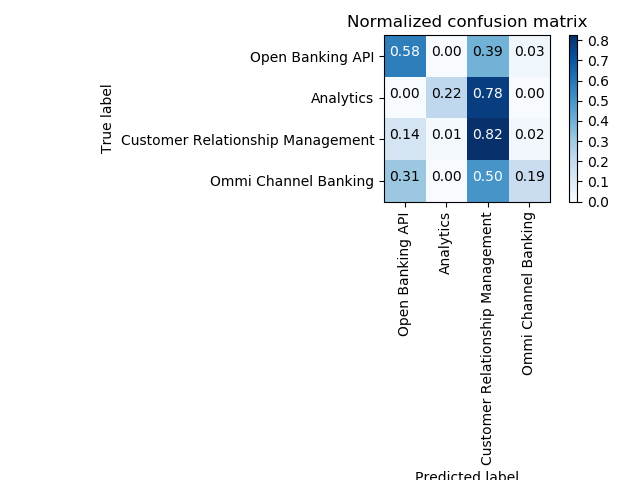 Normalized confusion matrix
True label
Open Banking API 0.58 0.00 0.39 0.03
Analytics 0.00 0.22 0.78 0.00
Customer Relationship Management 0.14 0.01 0.82 0.02
Ommi Channel Banking 0.31 0.00 0.50 0.19
0.8
0.7
0.6
0.5
0.4
0.3
0.2
0.1
0.0
Open Banking API
Analytics
Customer Relationship Management
Ommi Channel Banking
Predicted label